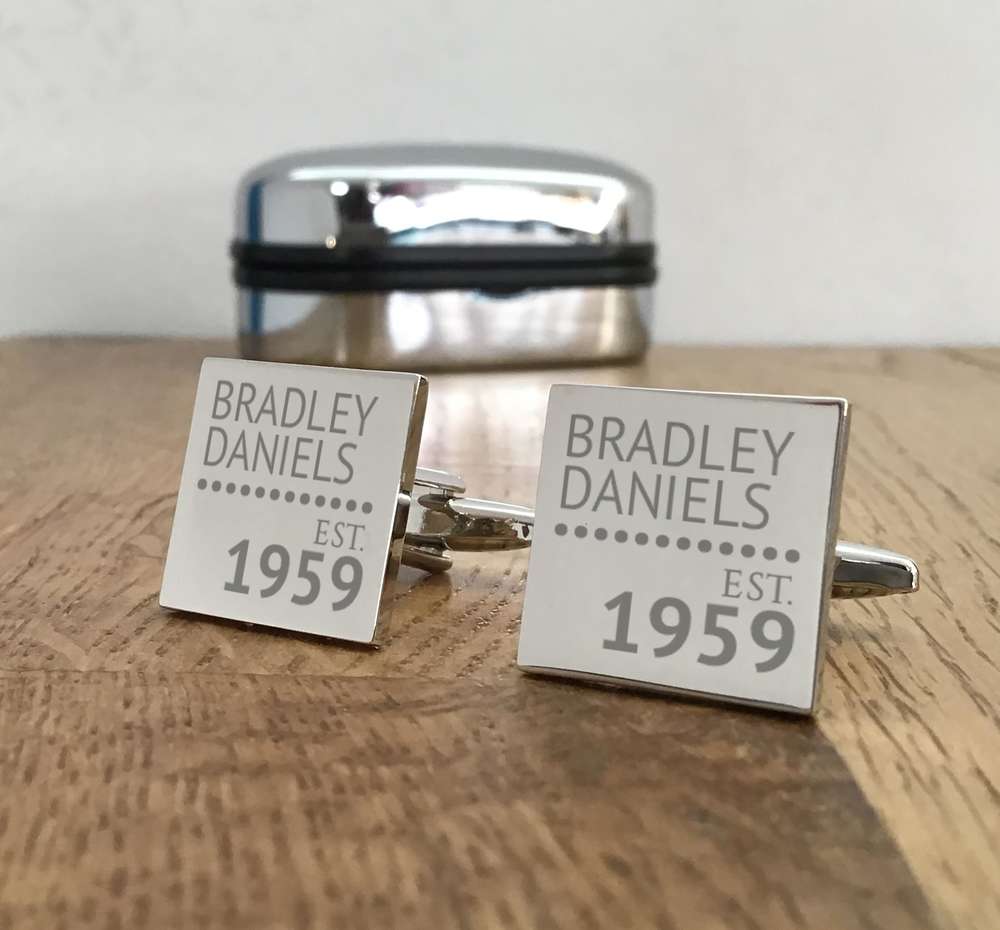 BRADLEY
DANIELS
EST.
1959
BRADLEY
DANIELS
EST.
1959